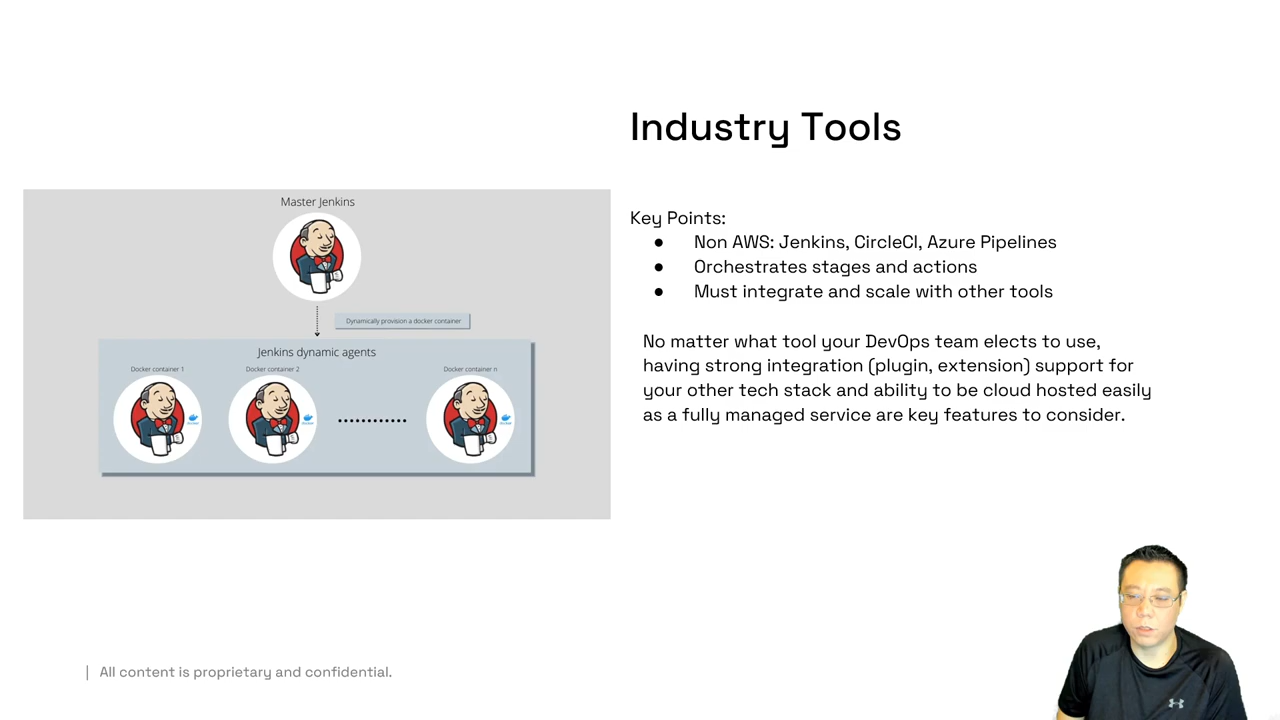 Industry Tools
Master Jenkins
Dynamically provision a docker container
Jenkins dynamic agents
Docker container 1
Docker container 2
Docker container n
Key Points:
● Non AWS: Jenkins, CircleCI, Azure Pipelines
● Orchestrates stages and actions
● Must integrate and scale with other tools
No matter what tool your DevOps team elects to use,
having strong integration (plugin, extension) support for
your other tech stack and ability to be cloud hosted easily
as a fully managed service are key features to consider.
| All content is proprietary and confidential.